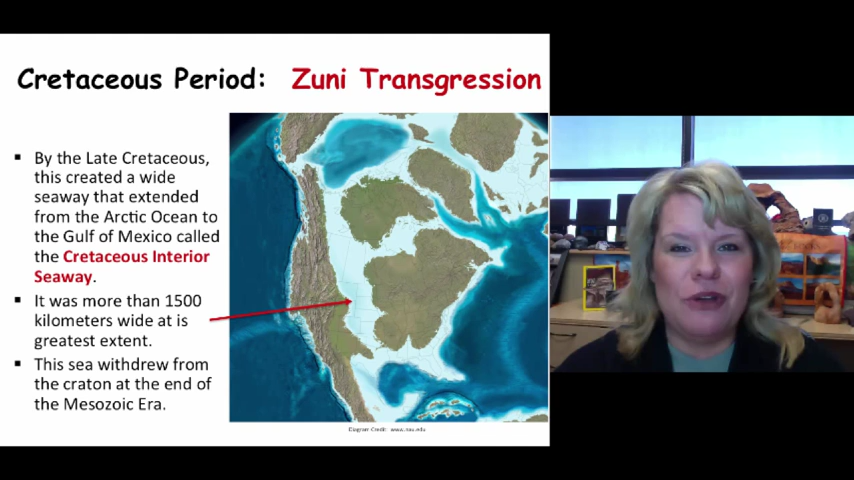 Cretaceous Period: Zuni Transgression
▪ By the Late Cretaceous,
this created a wide
seaway that extended
from the Arctic Ocean to
the Gulf of Mexico called
the Cretaceous Interior
Seaway.
▪ It was more than 1500
kilometers wide at is
greatest extent.
▪ This sea withdrew from
the craton at the end of
the Mesozoic Era.
Diagram Credit: www.nau.edu